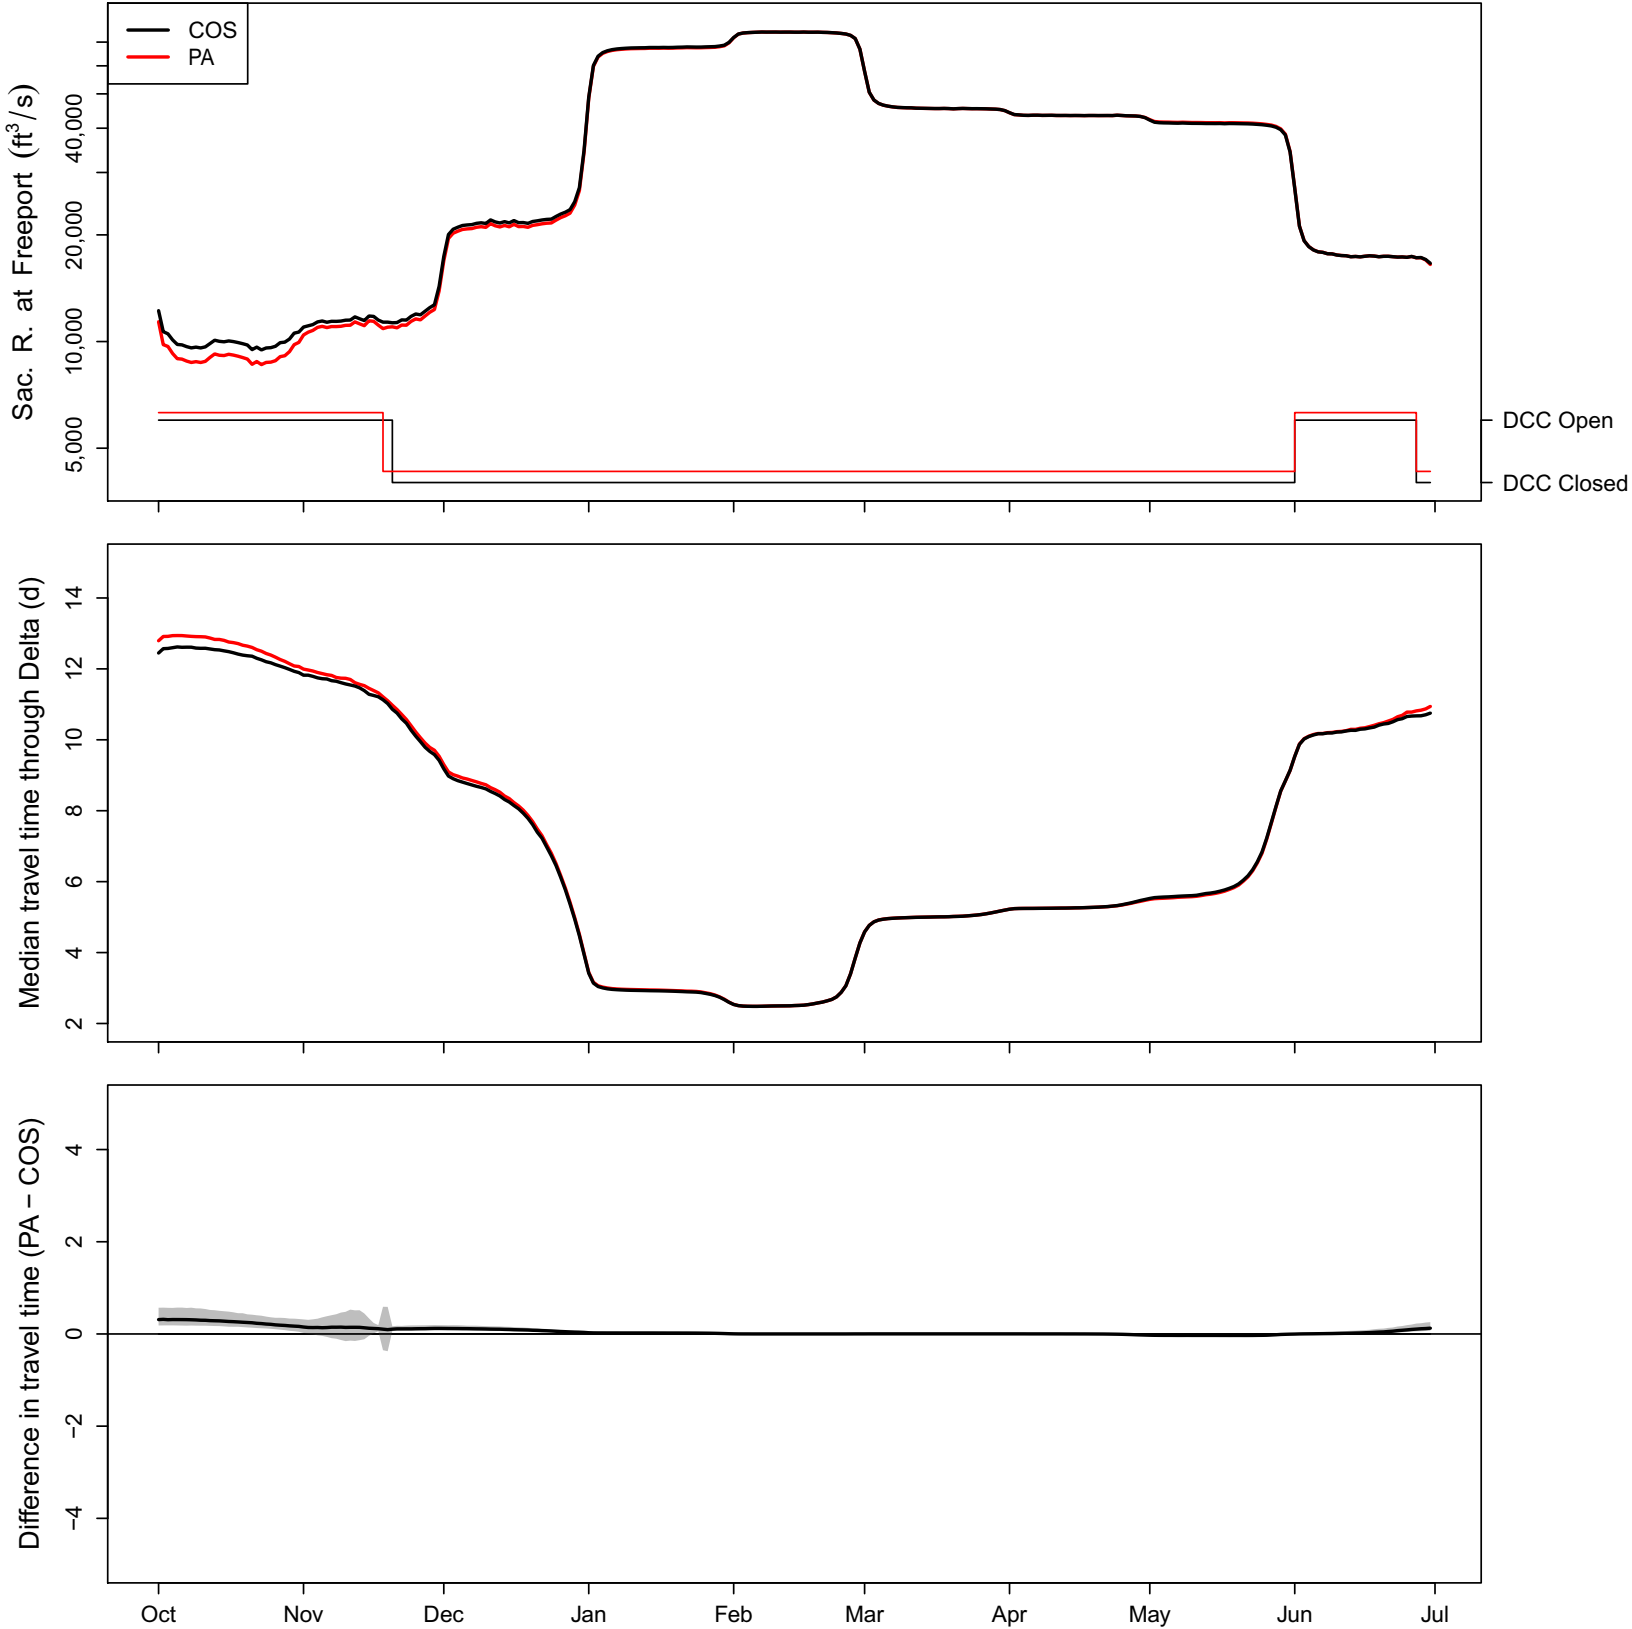 COS
PA
Sac. R. at Freeport (ft³/s)
40,000
20,000
10,000
5,000
DCC Open
DCC Closed
Median travel time through Delta (d)
14
12
10
8
6
4
2
Difference in travel time (PA − COS)
4
2
0
−2
−4
Oct Nov Dec Jan Feb Mar Apr May Jun Jul